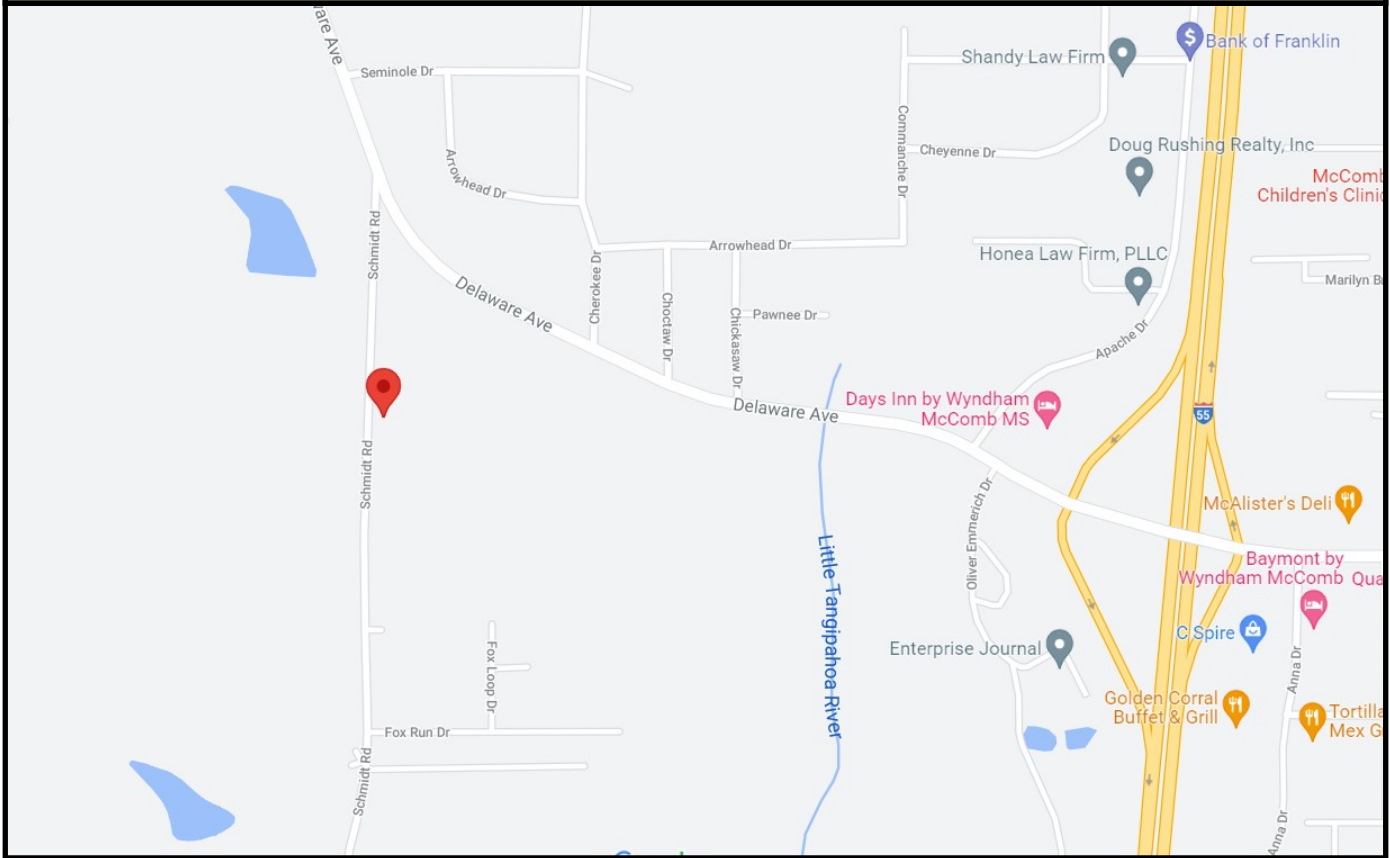 ware Ave
Seminole Dr
Shandy Law Firm
$
Bank of Franklin
Commanche Dr
Cheyenne Dr
Doug Rushing Realty, Inc
Arrowhead Dr
McComb
Children's Clinic
Schmidt Rd
Arrowhead Dr
Honea Law Firm, PLLC
Cherokee Dr
Marilyn B
Delaware Ave
Choctaw Dr
Chickasaw Dr
Pawnee Dr
Apache Dr
Delaware Ave
Days Inn by Wyndham
McComb MS
55
Schmidt Rd
McAlister's Deli
Oliver Emmerich Dr
Little Tangipahoa River
Baymont by
Wyndham McComb
Qua
C Spire
Enterprise Journal
Fox Loop Dr
Anna Dr
Golden Corral
Buffet & Grill
Tortilla
Mex G
Fox Run Dr
Schmidt Rd
Anna Dr